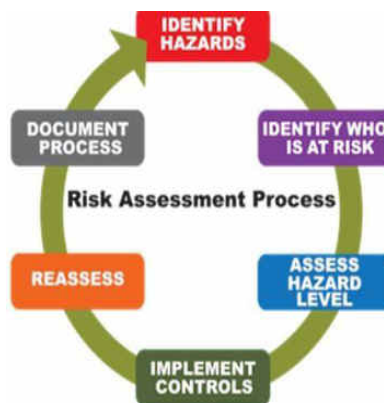 IDENTIFY
HAZARDS
IDENTIFY WHO
IS AT RISK
ASSESS
HAZARD
LEVEL
IMPLEMENT
CONTROLS
REASSESS
DOCUMENT
PROCESS
Risk Assessment Process